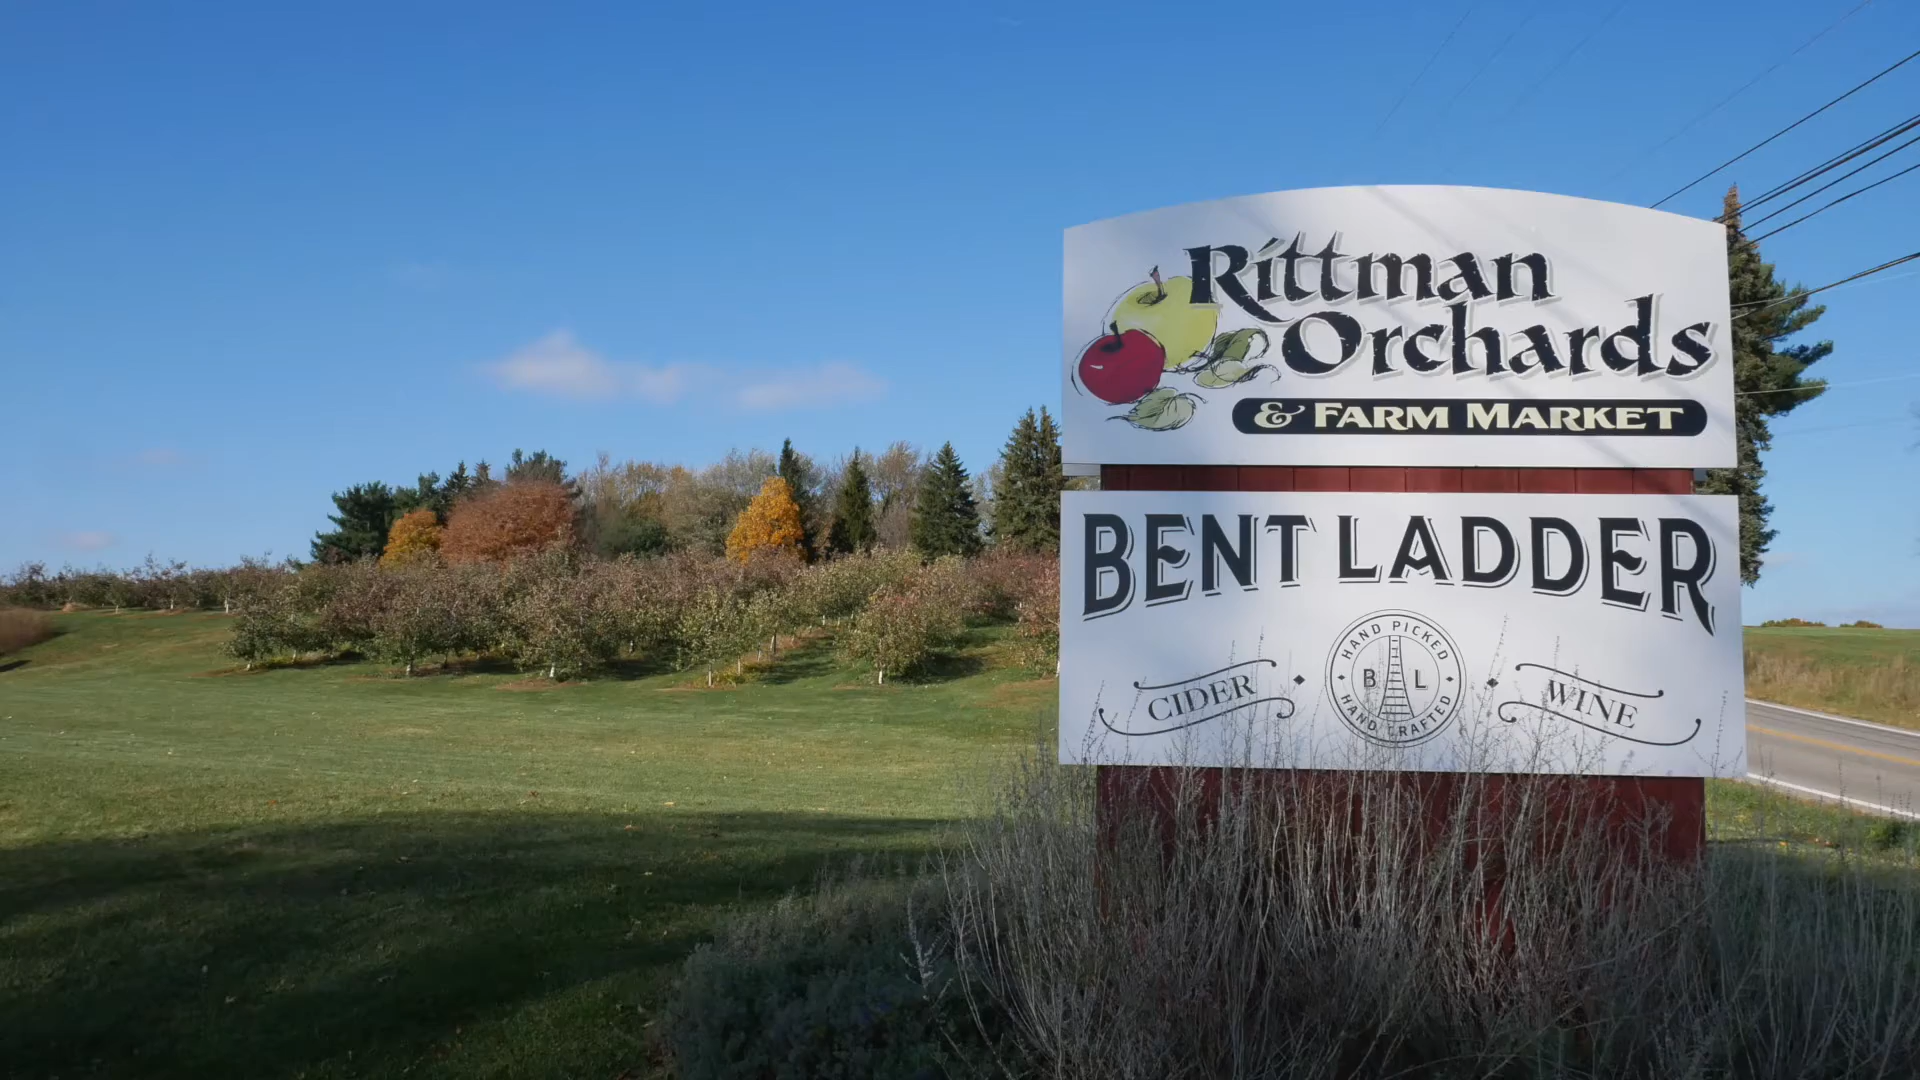 Rittman
Orchards
& FARM MARKET
BENT LADDER
HAND PICKED
B L
HAND CRAFTED
CIDER
WINE